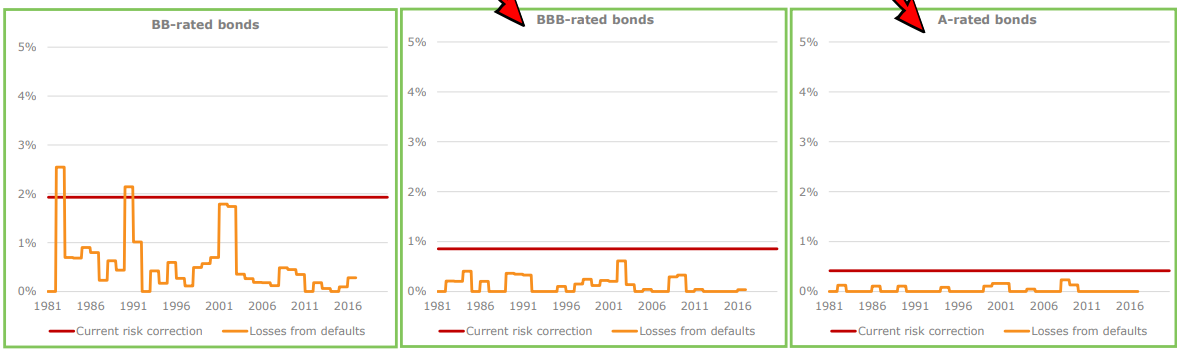 BB-rated bonds
5%
4%
3%
2%
1%
0%
1981 1986 1991 1996 2001 2006 2011 2016
Current risk correction Losses from defaults
BBB-rated bonds
5%
4%
3%
2%
1%
0%
1981 1986 1991 1996 2001 2006 2011 2016
Current risk correction Losses from defaults
A-rated bonds
5%
4%
3%
2%
1%
0%
1981 1986 1991 1996 2001 2006 2011 2016
Current risk correction Losses from defaults